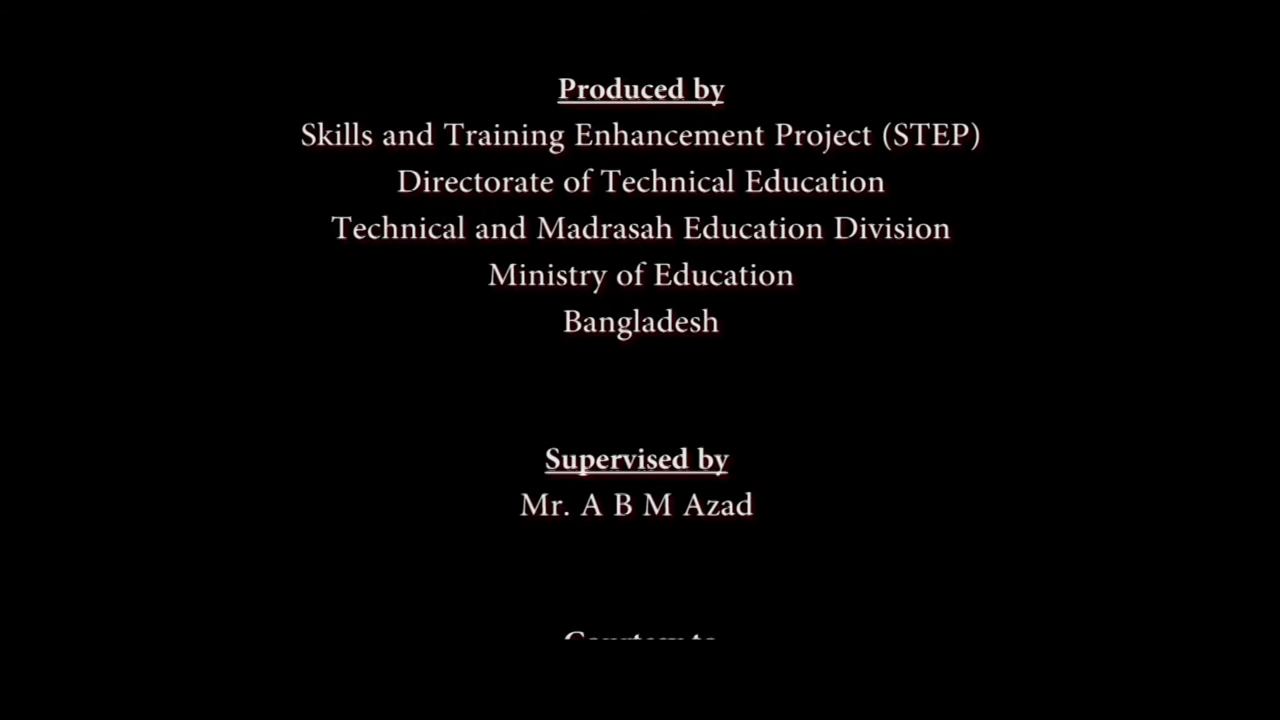 Produced by
Skills and Training Enhancement Project (STEP)
Directorate of Technical Education
Technical and Madrasah Education Division
Ministry of Education
Bangladesh
Supervised by
Mr. A B M Azad